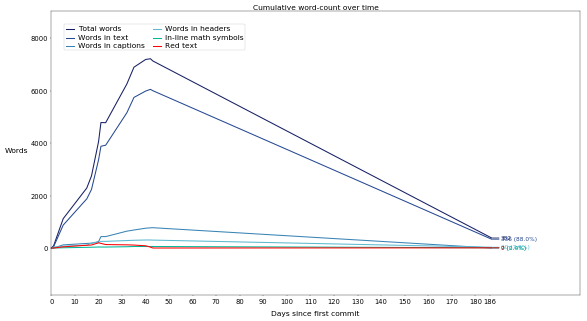 Cumulative word-count over time
Total words
Words in text
Words in captions
Words in headers
In-line math symbols
Red text
8000
6000
4000
2000
0
Words
(88.0%)
0 10 20 30 40 50 60 70 80 90 100 110 120 130 140 150 160 170 180 186
Days since first commit